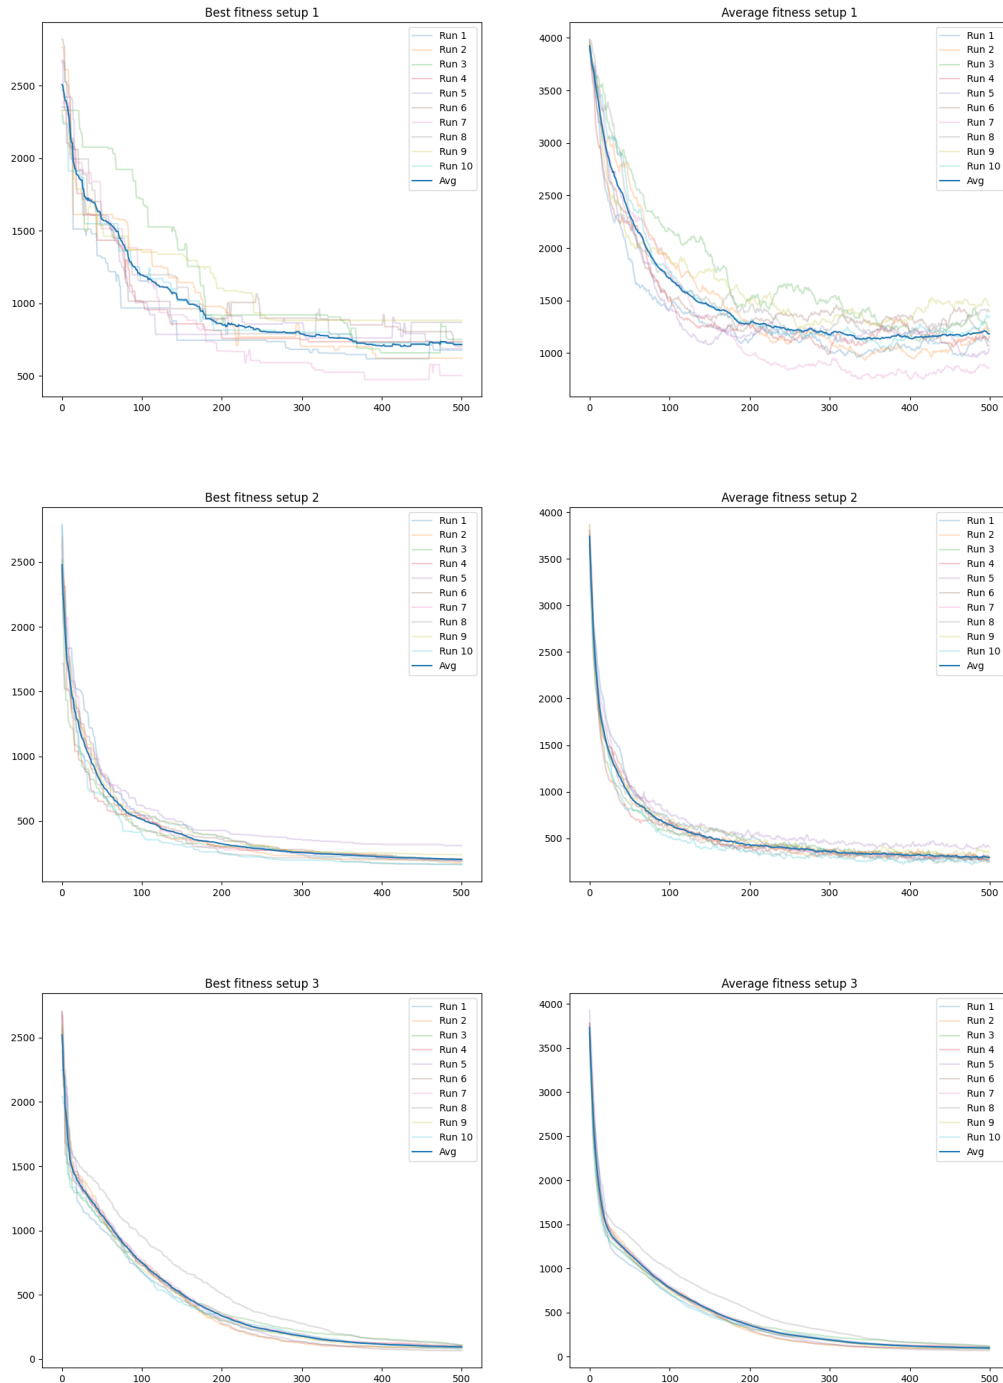 Best fitness setup 1
2500
2000
1500
1000
500
0
100
200
300
400
500
Run 1
Run 2
Run 3
Run 4
Run 5
Run 6
Run 7
Run 8
Run 9
Run 10
Avg
Average fitness setup 1
4000
3500
3000
2500
2000
1500
1000
0
100
200
300
400
500
Run 1
Run 2
Run 3
Run 4
Run 5
Run 6
Run 7
Run 8
Run 9
Run 10
Avg
Best fitness setup 2
2500
2000
1500
1000
500
0
100
200
300
400
500
Run 1
Run 2
Run 3
Run 4
Run 5
Run 6
Run 7
Run 8
Run 9
Run 10
Avg
Average fitness setup 2
4000
3500
3000
2500
2000
1500
1000
500
0
100
200
300
400
500
Run 1
Run 2
Run 3
Run 4
Run 5
Run 6
Run 7
Run 8
Run 9
Run 10
Avg
Best fitness setup 3
2500
2000
1500
1000
500
0
0
100
200
300
400
500
Run 1
Run 2
Run 3
Run 4
Run 5
Run 6
Run 7
Run 8
Run 9
Run 10
Avg
Average fitness setup 3
4000
3500
3000
2500
2000
1500
1000
500
0
0
100
200
300
400
500
Run 1
Run 2
Run 3
Run 4
Run 5
Run 6
Run 7
Run 8
Run 9
Run 10
Avg